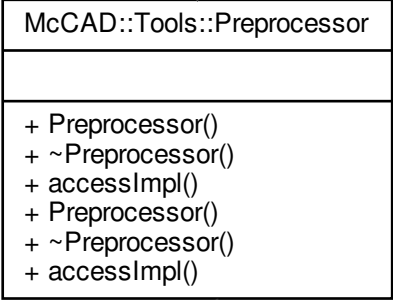 McCAD::Tools::Preprocessor
+ Preprocessor()
+ ~Preprocessor()
+ accessImpl()
+ Preprocessor()
+ ~Preprocessor()
+ accessImpl()